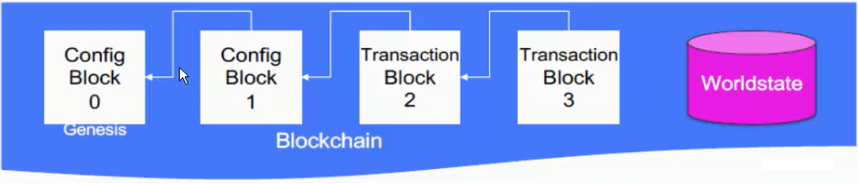 Config
Block
0
Genesis
Config
Block
1
Transaction
Block
2
Transaction
Block
3
Blockchain
Worldstate